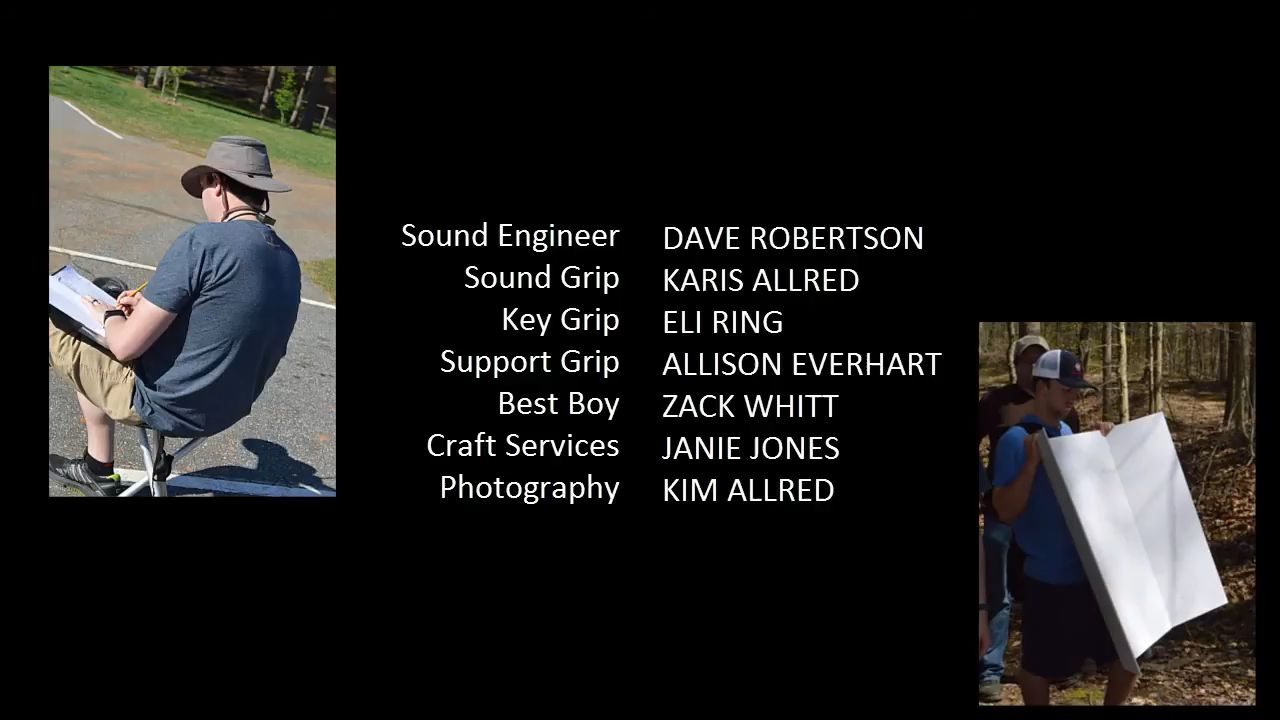 Sound Engineer DAVE ROBERTSON
Sound Grip KARIS ALLRED
Key Grip ELI RING
Support Grip ALLISON EVERHART
Best Boy ZACK WHITT
Craft Services JANIE JONES
Photography KIM ALLRED